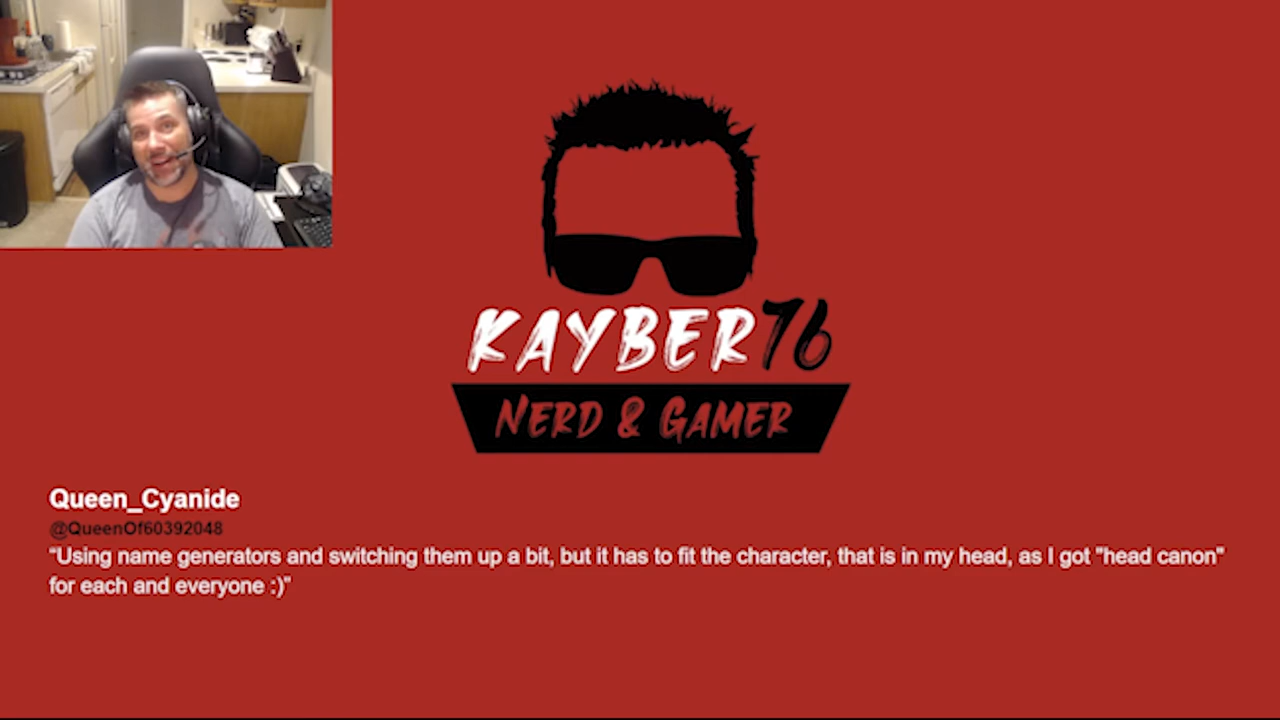 KAYBER76
NERD & GAMER
Queen_Cyanide
@QueenOf60392048
“Using name generators and switching them up a bit, but it has to fit the character, that is in my head, as I got "head canon"
for each and everyone :)”